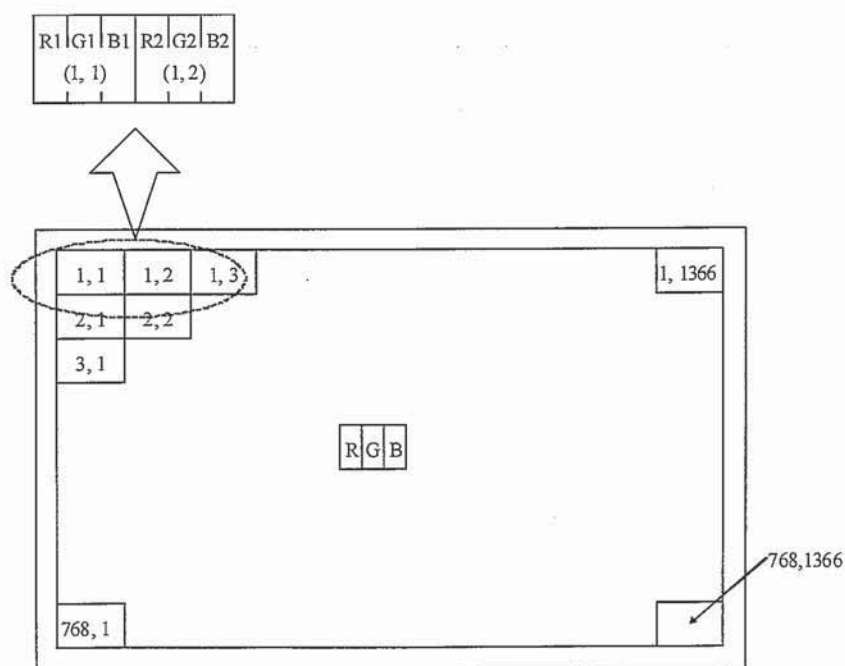 R1 G1 B1 R2 G2 B2
(1, 1) (1, 2)
1, 1 1, 2 1, 3 1, 1366
2, 1 2, 2
3, 1
R G B
768,1366
768, 1